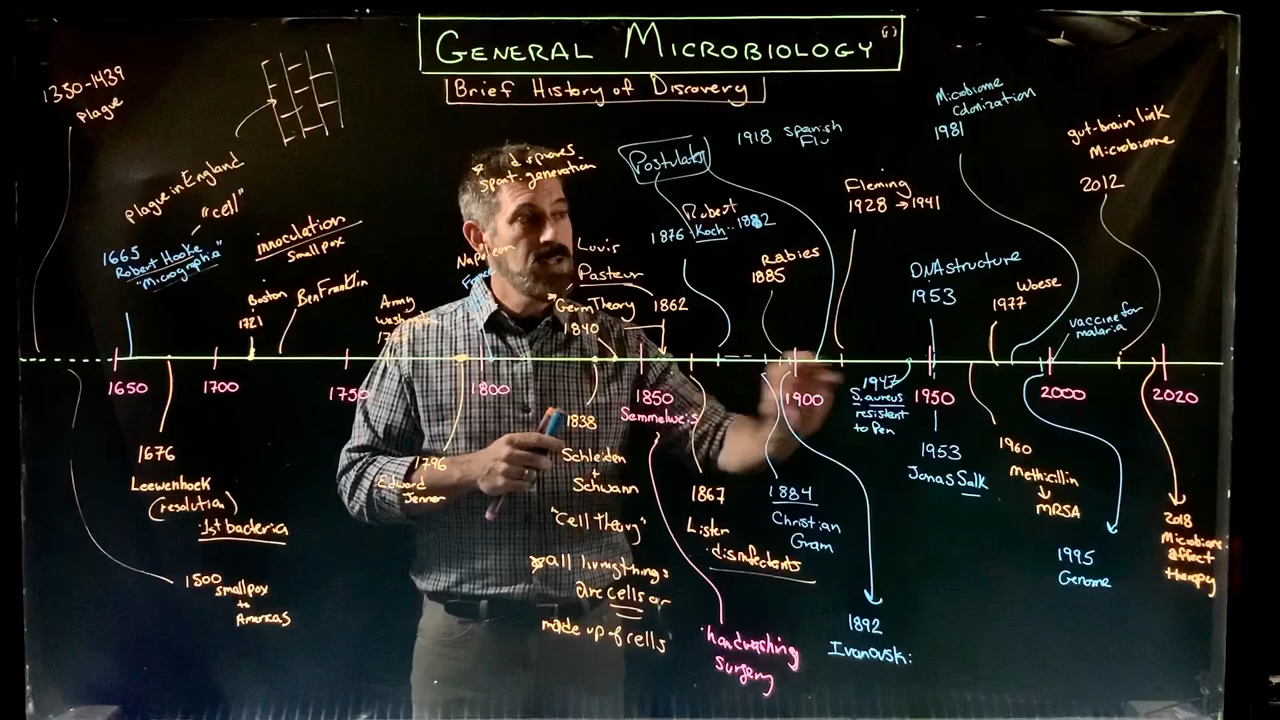 GENERAL MICROBIOLOGY
Brief History of Discovery
1350-1439
plague
plague in England
"cell"
1665
Robert Hooke
"Micrographia"
innoculation
smallpox
Boston
1721
Ben Franklin
Army
Washington
* disproves
spont. generation
Napoleon
France
Louis
Pasteur
* Germ Theory
1840
1862
Postulates
Robert
1876 Koch 1882
1918 Spanish
Flu
Rabies
1885
Fleming
1928 → 1941
Microbiome
Colonization
1981
DNA structure
1953
Woese
1977
vaccine for
malaria
gut-brain link
Microbiome
2012
1650
1700
1750
1800
1850
1900
1950
2000
2020
1676
Leewenhoek
(resolution)
1st bacteria
1500
smallpox
to
Americas
1796
Edward
Jenner
1838
Schleiden
+
Schwann
"Cell Theory"
* all living things
are cells or
made up of cells
Semmelweis
handwashing
surgery
1867
Lister
disinfectants
1884
Christian
Gram
1892
Ivanovski
1947
S. aureus
resistent
to Pen
1953
Jonas Salk
1960
Methicillin
↓
MRSA
1995
Genome
2018
Microbiome
affect
therapy